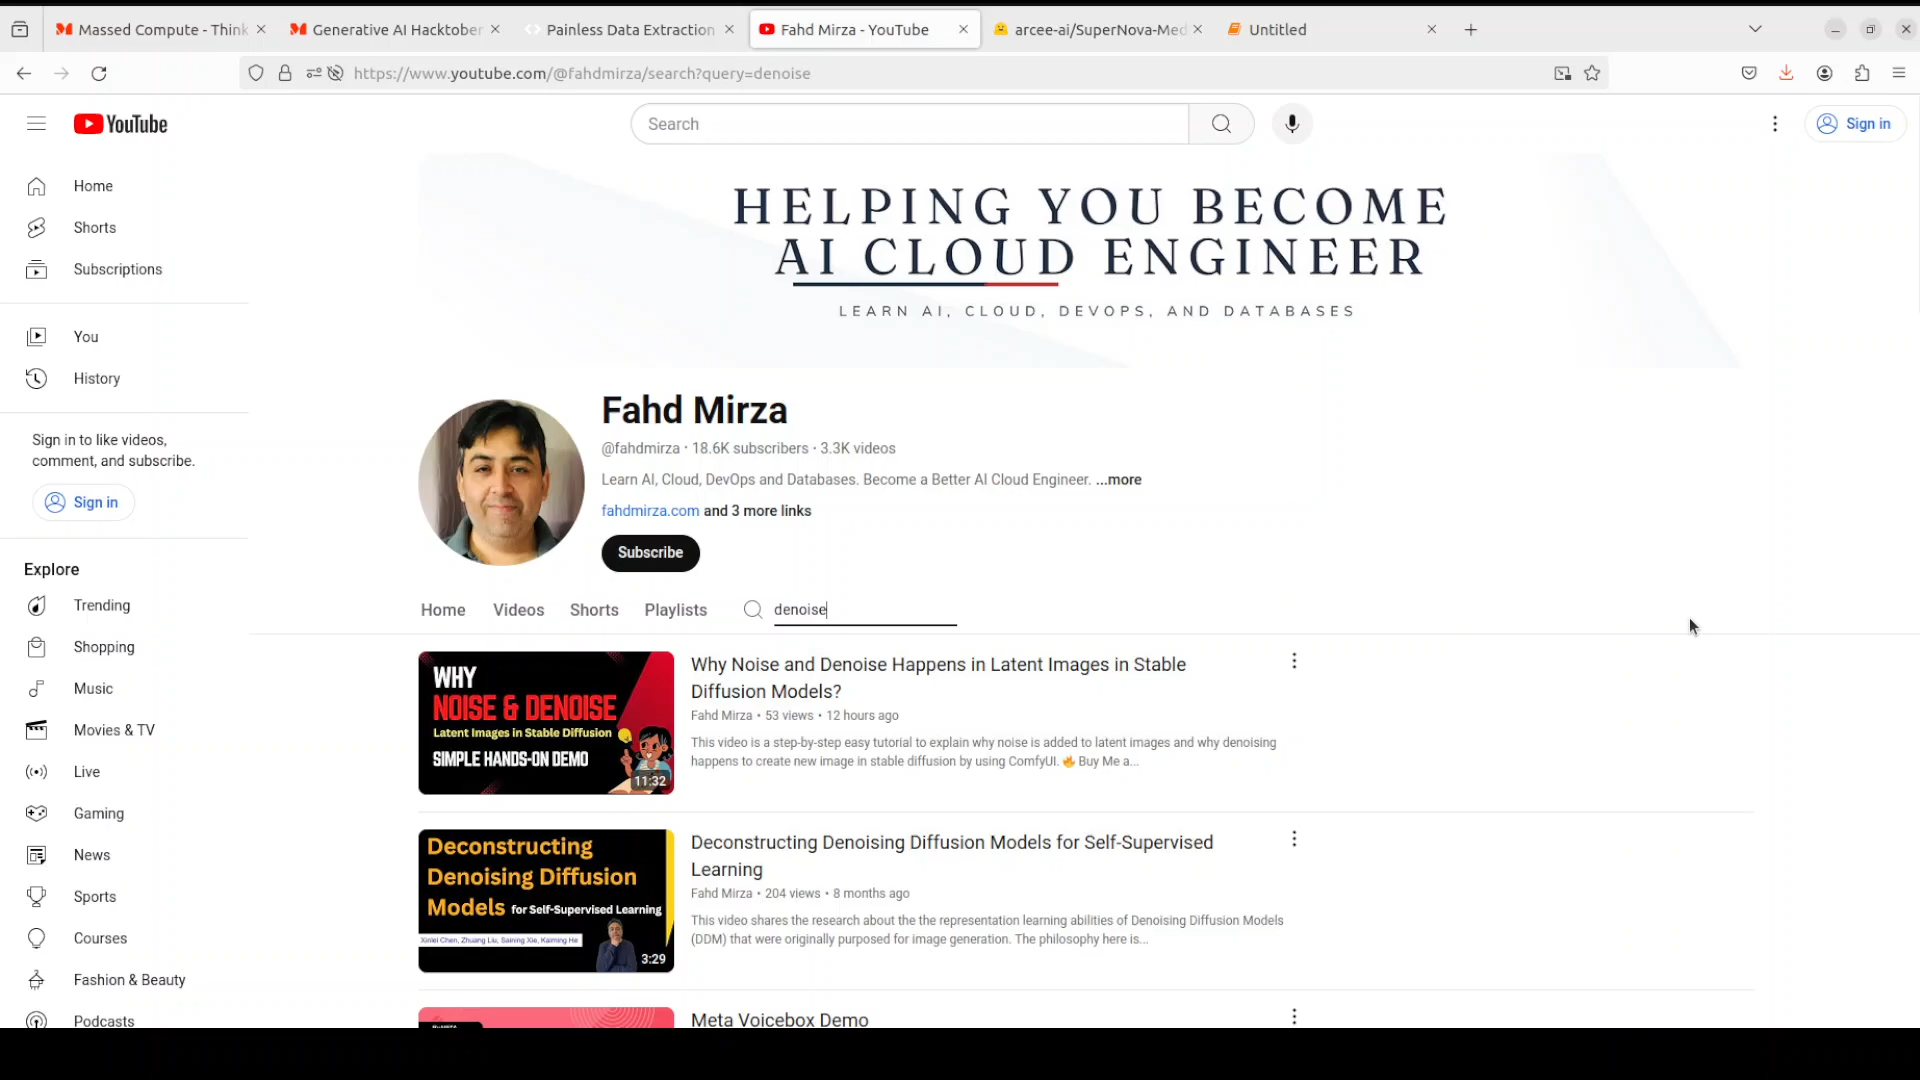 Massed Compute - Think
Generative AI Hacktober
Painless Data Extraction
Fahd Mirza - YouTube
arcee-ai/SuperNova-Med
Untitled
https://www.youtube.com/@fahdmirza/search?query=denoise
YouTube
Search
Sign in
Home
Shorts
Subscriptions
You
History
Sign in to like videos,
comment, and subscribe.
Sign in
Explore
Trending
Shopping
Music
Movies & TV
Live
Gaming
News
Sports
Courses
Fashion & Beauty
Podcasts
HELPING YOU BECOME
AI CLOUD ENGINEER
LEARN AI, CLOUD, DEVOPS, AND DATABASES
Fahd Mirza
@fahdmirza · 18.6K subscribers · 3.3K videos
Learn AI, Cloud, DevOps and Databases. Become a Better AI Cloud Engineer. ...more
fahdmirza.com and 3 more links
Subscribe
Home Videos Shorts Playlists denoise
WHY
NOISE & DENOISE
Latent Images in Stable Diffusion
SIMPLE HANDS-ON DEMO
11:32
Why Noise and Denoise Happens in Latent Images in Stable
Diffusion Models?
Fahd Mirza • 53 views • 12 hours ago
This video is a step-by-step easy tutorial to explain why noise is added to latent images and why denoising
happens to create new image in stable diffusion by using ComfyUI. 🔥 Buy Me a...
Deconstructing
Denoising Diffusion
Models for Self-Supervised Learning
Xinlei Chen, Zhuang Liu, Saining Xie, Kaiming He
3:29
Deconstructing Denoising Diffusion Models for Self-Supervised
Learning
Fahd Mirza • 204 views • 8 months ago
This video shares the research about the the representation learning abilities of Denoising Diffusion Models
(DDM) that were originally purposed for image generation. The philosophy here is...
Meta Voicebox Demo